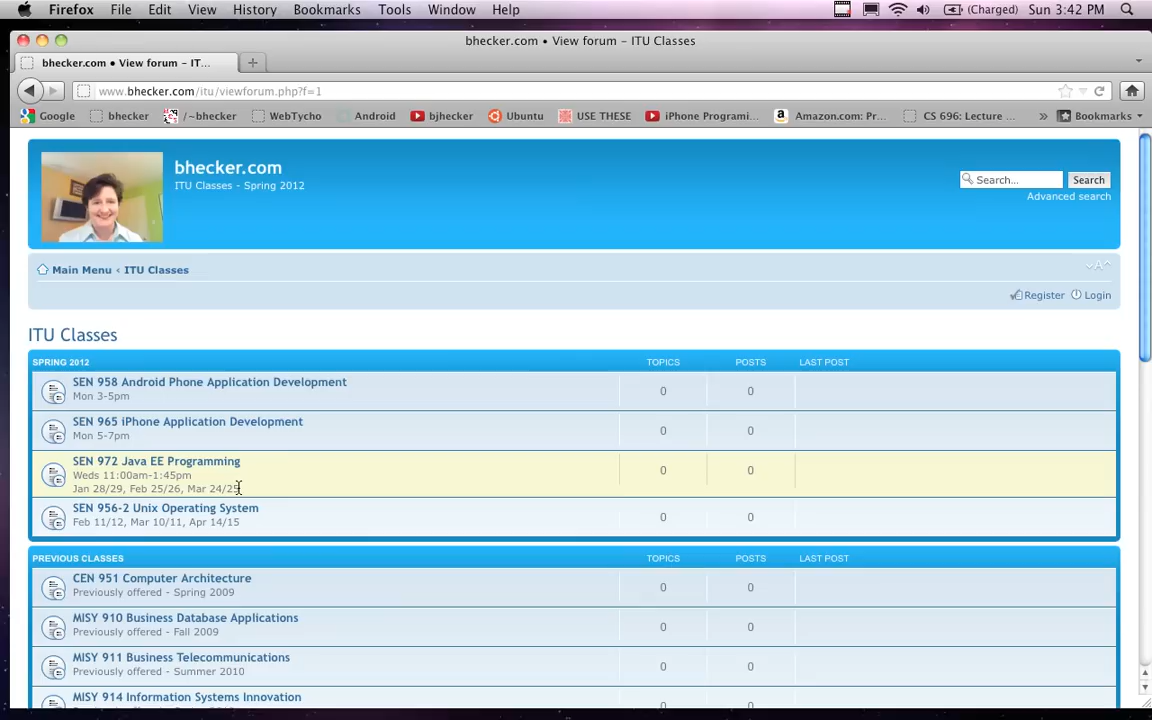 Firefox File Edit View History Bookmarks Tools Window Help (Charged) Sun 3:42 PM
bhecker.com • View forum – ITU Classes
bhecker.com • View forum – IT...
www.bhecker.com/itu/viewforum.php?f=1
Google bhecker /~bhecker WebTycho Android bjhecker Ubuntu USE THESE iPhone Programi... Amazon.com: Pr... CS 696: Lecture ... » Bookmarks
bhecker.com
ITU Classes - Spring 2012
Search... Search
Advanced search
Main Menu ‹ ITU Classes
Register Login
ITU Classes
SPRING 2012 TOPICS POSTS LAST POST
SEN 958 Android Phone Application Development
Mon 3-5pm
0 0
SEN 965 iPhone Application Development
Mon 5-7pm
0 0
SEN 972 Java EE Programming
Weds 11:00am-1:45pm
Jan 28/29, Feb 25/26, Mar 24/25
0 0
SEN 956-2 Unix Operating System
Feb 11/12, Mar 10/11, Apr 14/15
0 0
PREVIOUS CLASSES TOPICS POSTS LAST POST
CEN 951 Computer Architecture
Previously offered - Spring 2009
0 0
MISY 910 Business Database Applications
Previously offered - Fall 2009
0 0
MISY 911 Business Telecommunications
Previously offered - Summer 2010
0 0
MISY 914 Information Systems Innovation